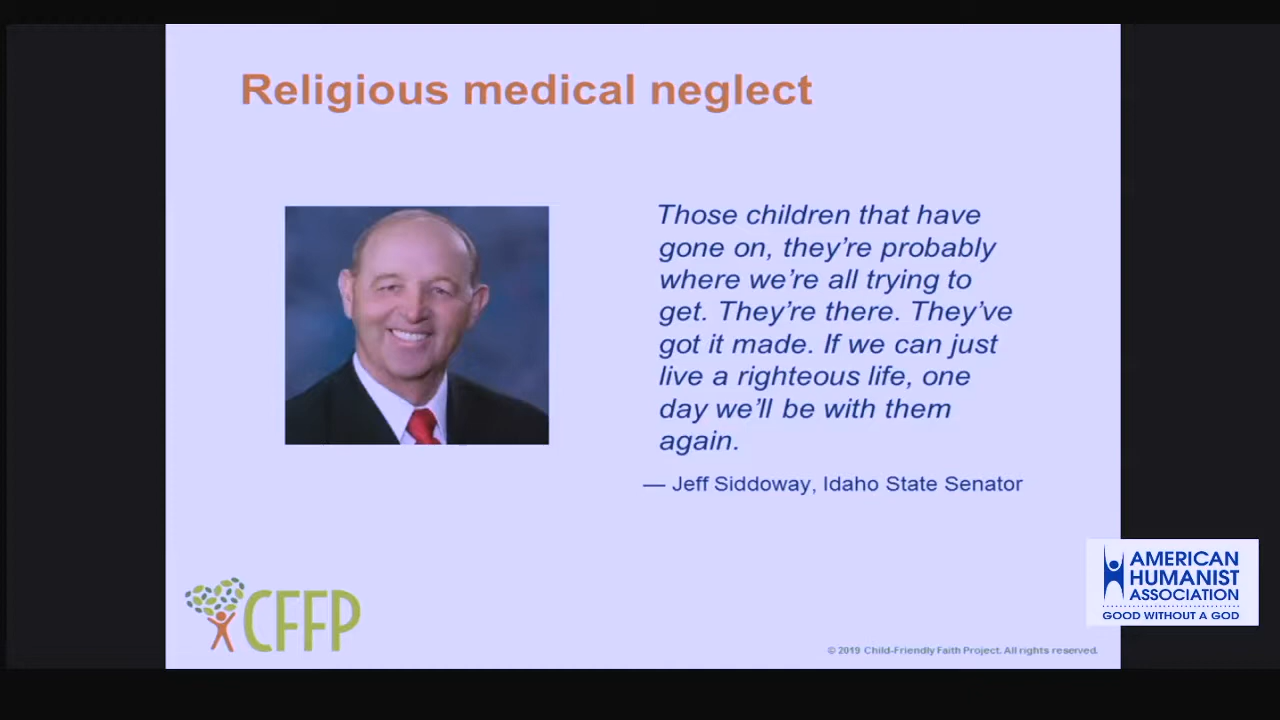 Religious medical neglect
Those children that have
gone on, they're probably
where we're all trying to
get. They're there. They've
got it made. If we can just
live a righteous life, one
day we'll be with them
again.
— Jeff Siddoway, Idaho State Senator
CFFP
AMERICAN
HUMANIST
ASSOCIATION
GOOD WITHOUT A GOD
© 2019 Child-Friendly Faith Project. All rights reserved.